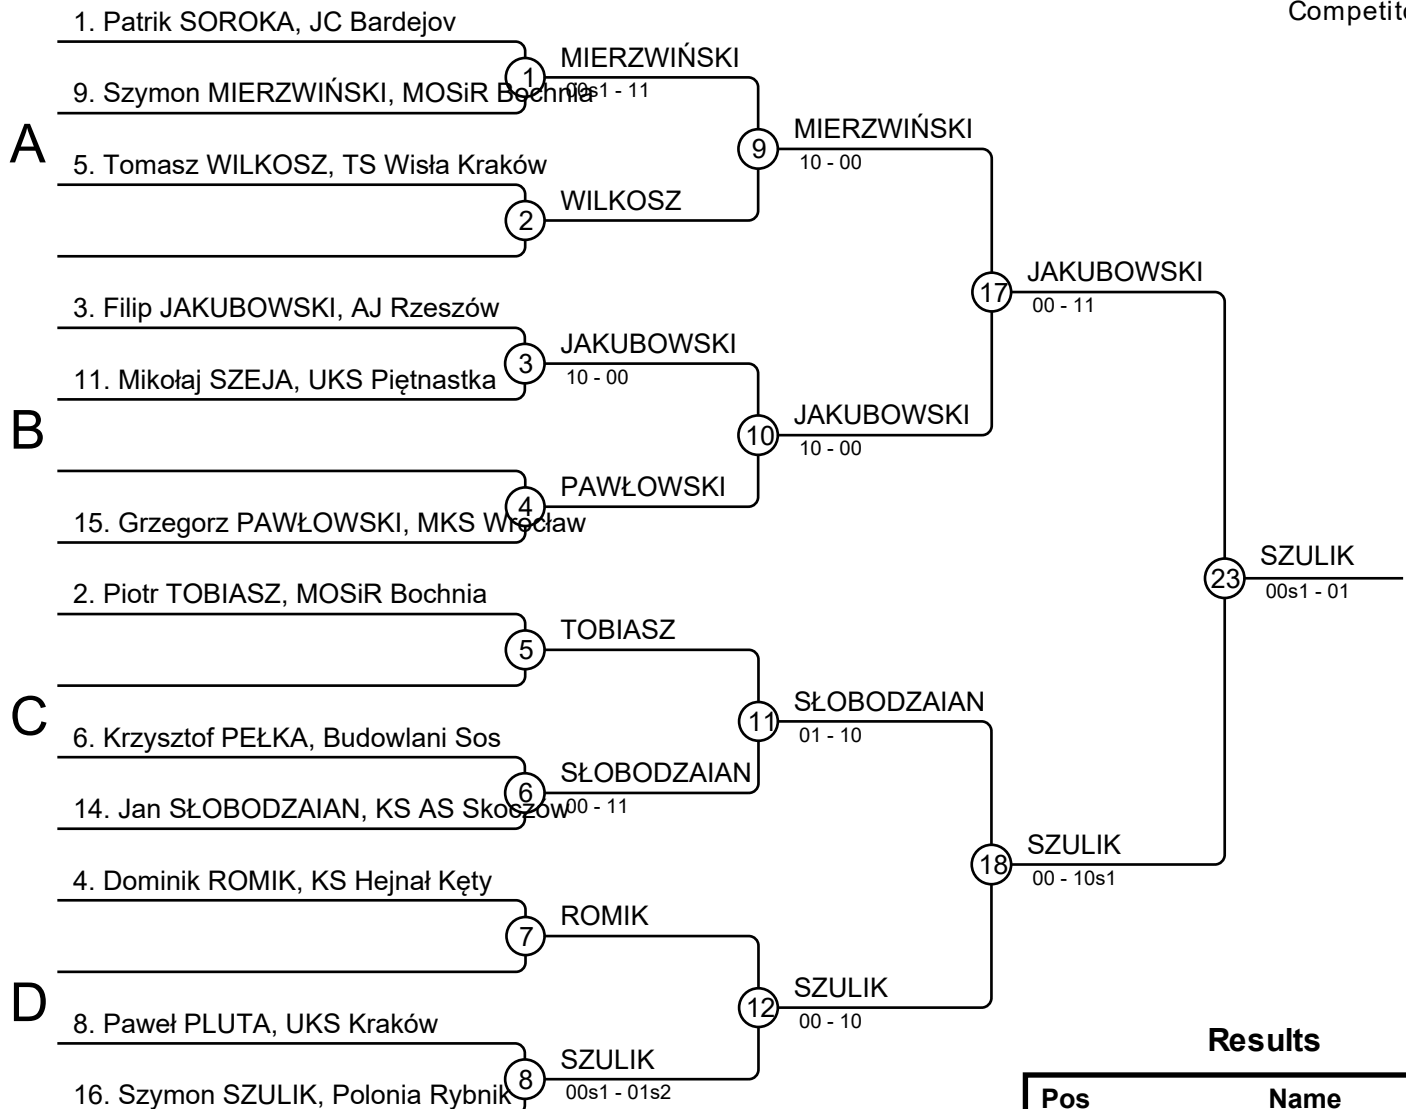 Competit
1. Patrik SOROKA, JC Bardejov
1
MIERZWIŃSKI
00s1 - 11
9. Szymon MIERZWIŃSKI, MOSiR Bochnia
A
9
MIERZWIŃSKI
10 - 00
5. Tomasz WILKOSZ, TS Wisła Kraków
2
WILKOSZ
3. Filip JAKUBOWSKI, AJ Rzeszów
17
JAKUBOWSKI
00 - 11
3
JAKUBOWSKI
10 - 00
11. Mikołaj SZEJA, UKS Piętnastka
B
10
JAKUBOWSKI
10 - 00
4
PAWŁOWSKI
15. Grzegorz PAWŁOWSKI, MKS Wrocław
23
SZULIK
00s1 - 01
2. Piotr TOBIASZ, MOSiR Bochnia
5
TOBIASZ
C
11
SŁOBODZAIAN
01 - 10
6. Krzysztof PEŁKA, Budowlani Sos
6
SŁOBODZAIAN
00 - 11
14. Jan SŁOBODZAIAN, KS AS Skoczów
18
SZULIK
00 - 10s1
4. Dominik ROMIK, KS Hejnał Kęty
7
ROMIK
D
12
SZULIK
00 - 10
8. Paweł PLUTA, UKS Kraków
8
SZULIK
00s1 - 01s2
16. Szymon SZULIK, Polonia Rybnik
Results
Pos Name